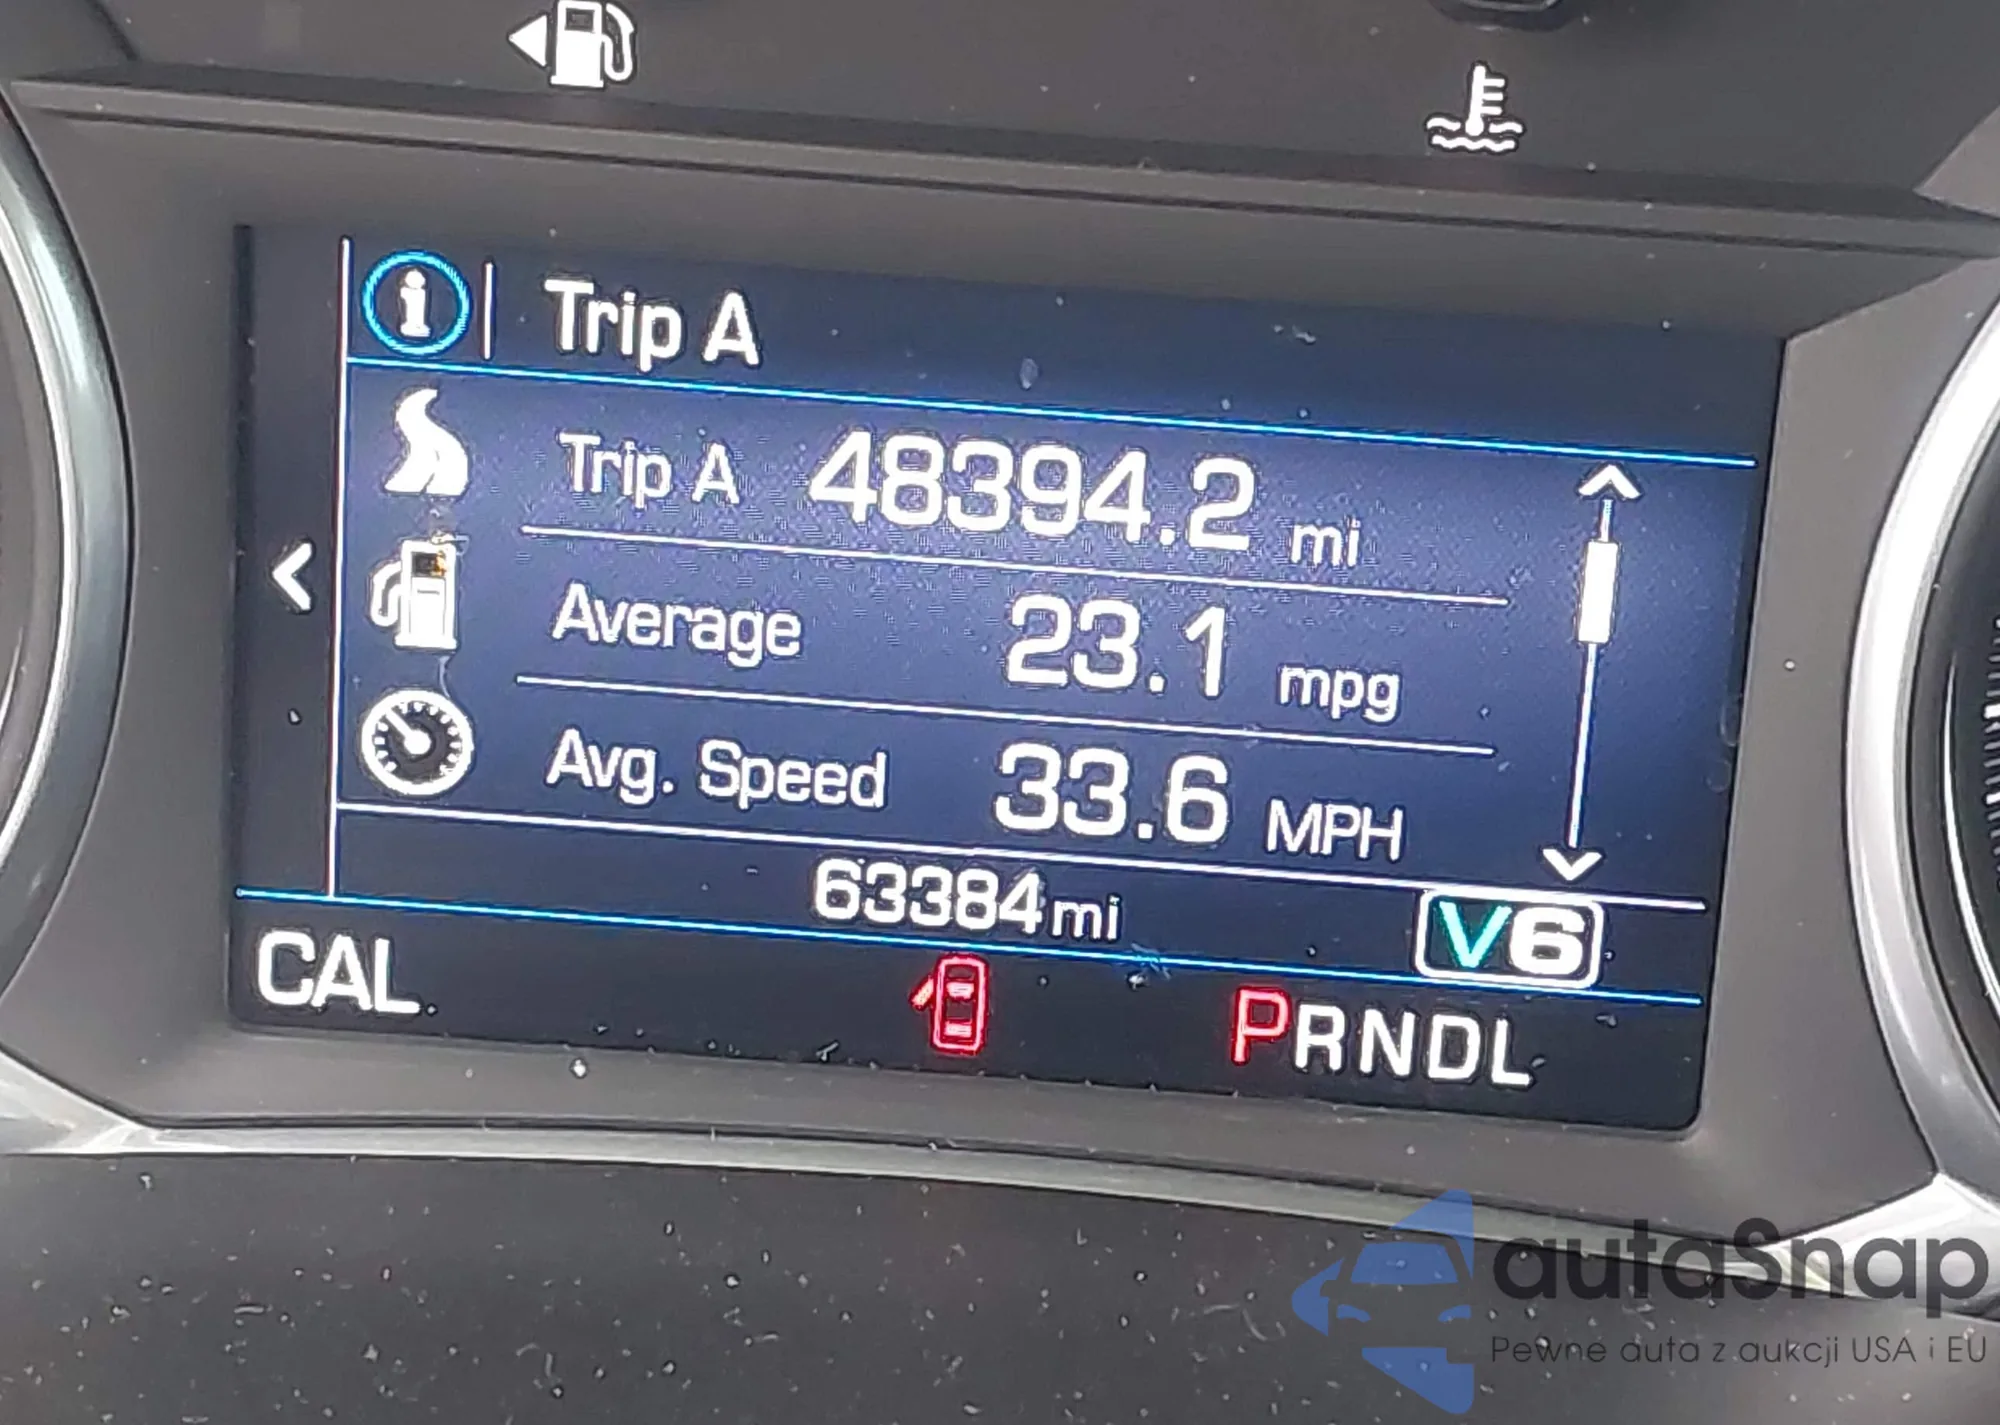 Trip A
Trip A 48394.2 mi
Average 23.1 mpg
Avg. Speed 33.6 MPH
63384 mi
V6
CAL
PRNDL
autaSnap
Pewne auta z aukcji USA i EU